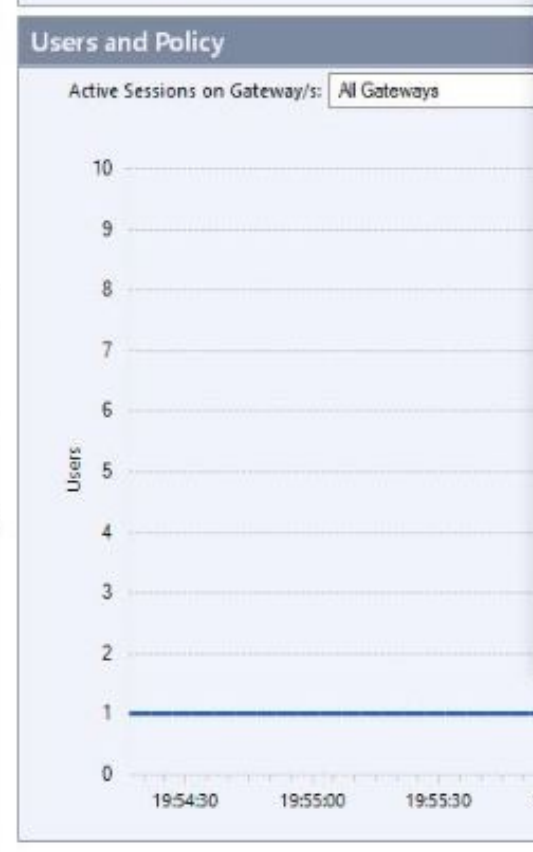 Users and Policy
Active Sessions on Gateway/s: All Gateways
10
9
8
7
6
Users
5
4
3
2
1
0
19:54:30 19:55:00 19:55:30